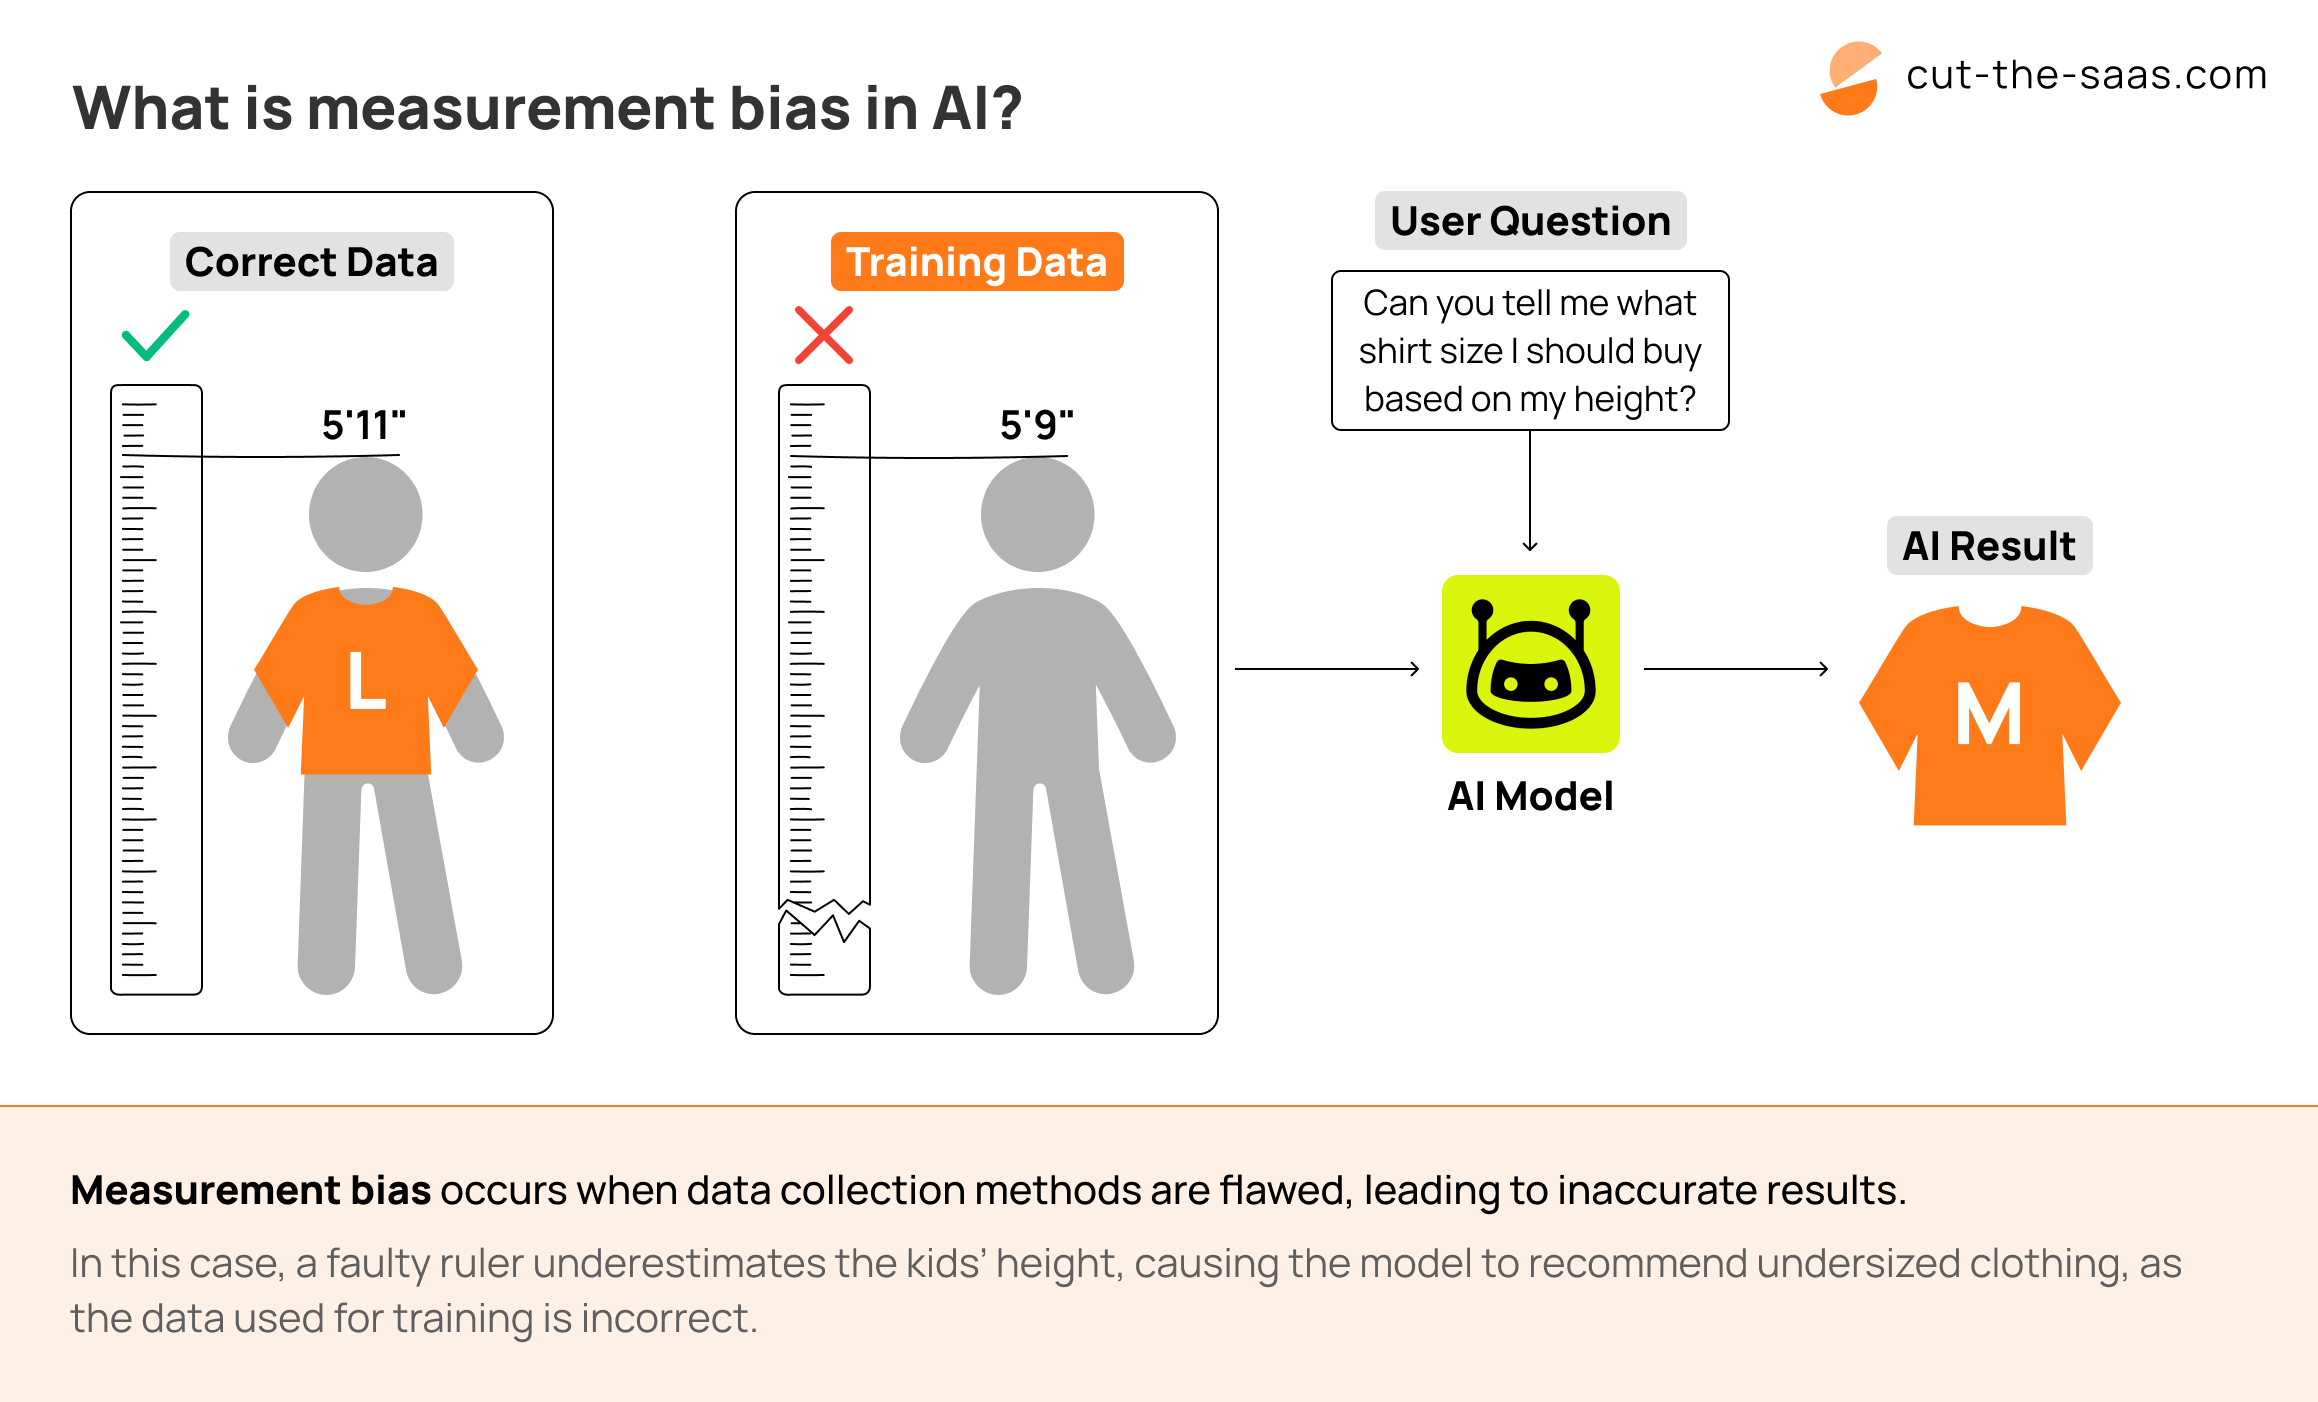 What is measurement bias in AI?
cut-the-saas.com
Correct Data
5'11"
L
Training Data
5'9"
User Question
Can you tell me what
shirt size I should buy
based on my height?
AI Model
AI Result
M
Measurement bias occurs when data collection methods are flawed, leading to inaccurate results.
In this case, a faulty ruler underestimates the kids’ height, causing the model to recommend undersized clothing, as
the data used for training is incorrect.